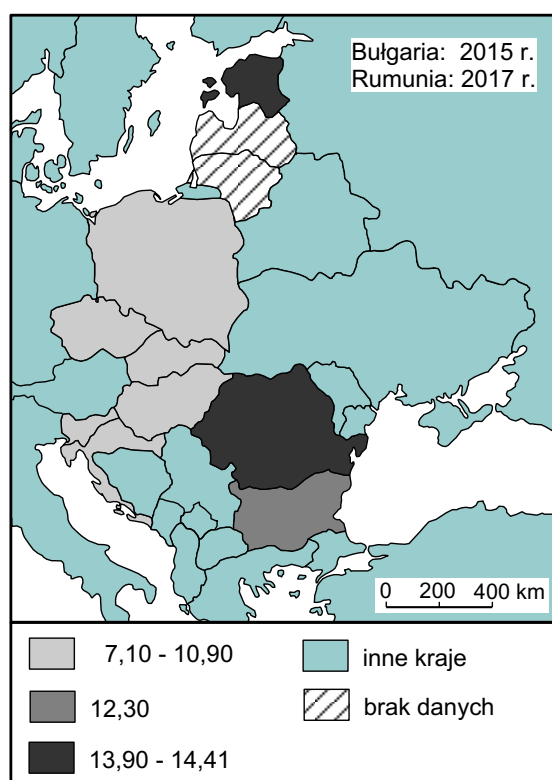 Bułgaria: 2015 r.
Rumunia: 2017 r.
0 200 400 km
7,10 - 10,90
12,30
13,90 - 14,41
inne kraje
brak danych